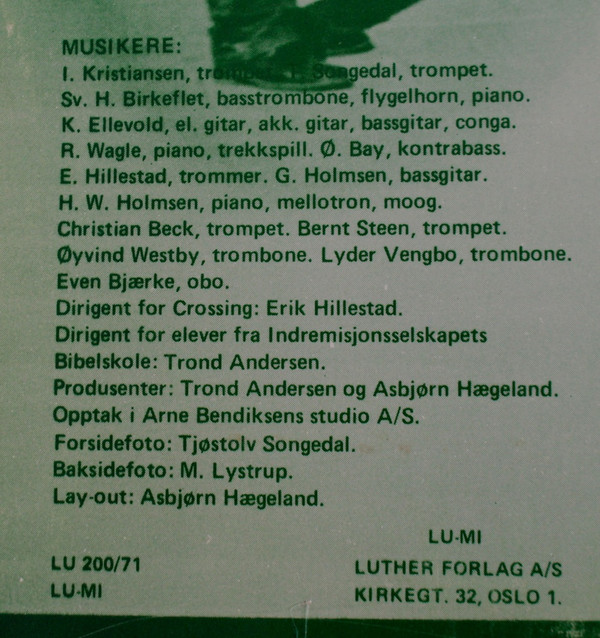 MUSIKERE:
I. Kristiansen, trompet. T. Songedal, trompet.
Sv. H. Birkeflet, basstrombone, flygelhorn, piano.
K. Ellevold, el. gitar, akk. gitar, bassgitar, conga.
R. Wagle, piano, trekkspill. Ø. Bay, kontrabass.
E. Hillestad, trommer. G. Holmsen, bassgitar.
H. W. Holmsen, piano, mellotron, moog.
Christian Beck, trompet. Bernt Steen, trompet.
Øyvind Westby, trombone. Lyder Vengbo, trombone.
Even Bjærke, obo.
Dirigent for Crossing: Erik Hillestad.
Dirigent for elever fra Indremisjonsselskapets
Bibelskole: Trond Andersen.
Produsenter: Trond Andersen og Asbjørn Hægeland.
Opptak i Arne Bendiksens studio A/S.
Forsidefoto: Tjøstolv Songedal.
Baksidefoto: M. Lystrup.
Lay-out: Asbjørn Hægeland.
LU 200/71
LU-MI
LU-MI
LUTHER FORLAG A/S
KIRKEGT. 32, OSLO 1.